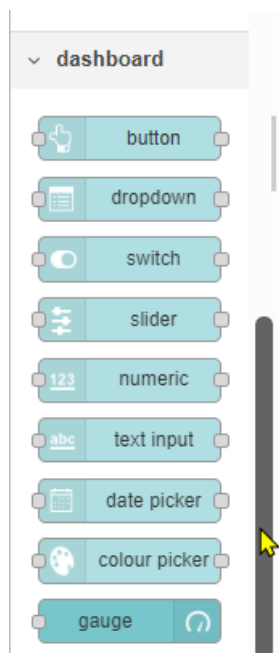 dashboard
button
dropdown
switch
slider
123 numeric
abc text input
date picker
colour picker
gauge